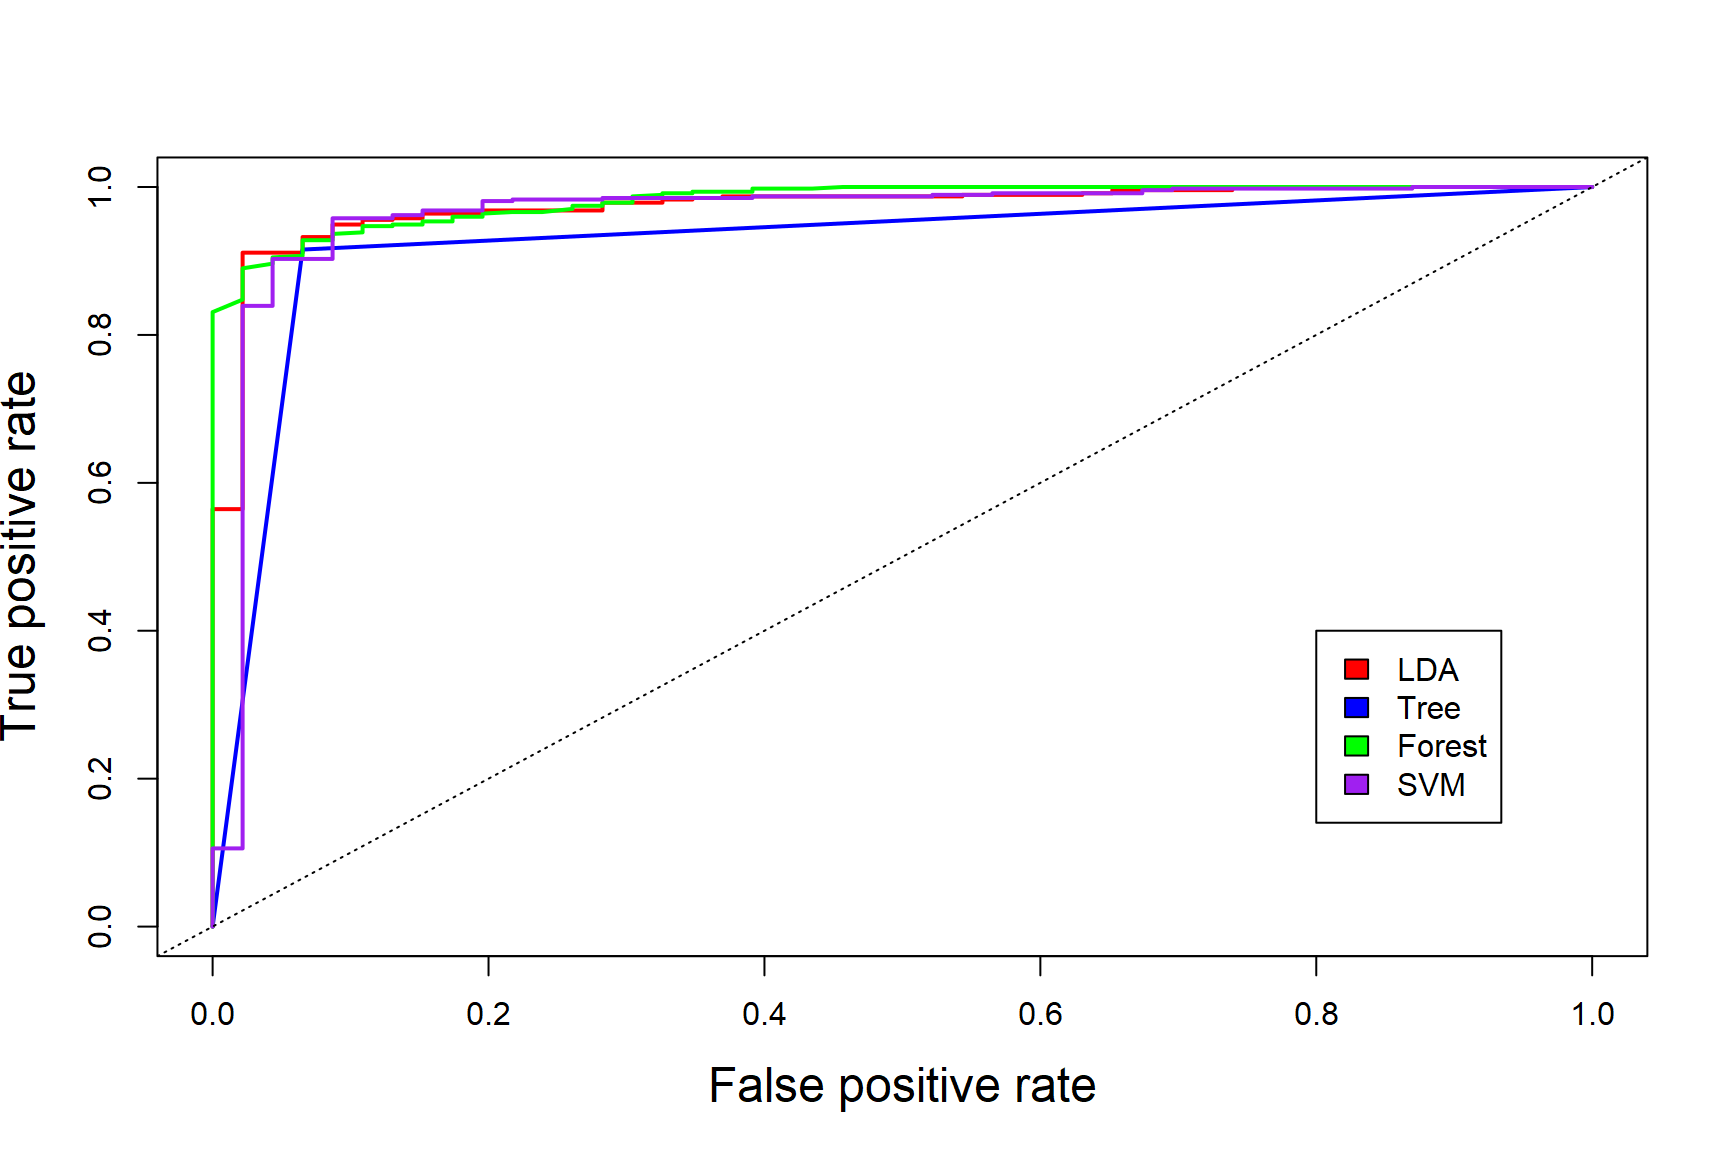 True positive rate
1.0
0.8
0.6
0.4
0.2
0.0
LDA
Tree
Forest
SVM
0.0 0.2 0.4 0.6 0.8 1.0
False positive rate